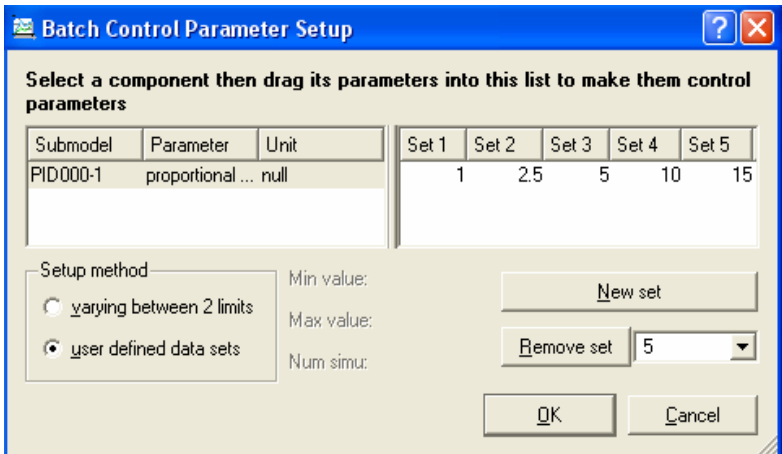 Batch Control Parameter Setup
Select a component then drag its parameters into this list to make them control
parameters
Submodel Parameter Unit Set 1 Set 2 Set 3 Set 4 Set 5
PID000-1 proportional ... null 1 2.5 5 10 15
Setup method
varying between 2 limits
user defined data sets
Min value:
Max value:
Num simu:
New set
Remove set 5
OK Cancel